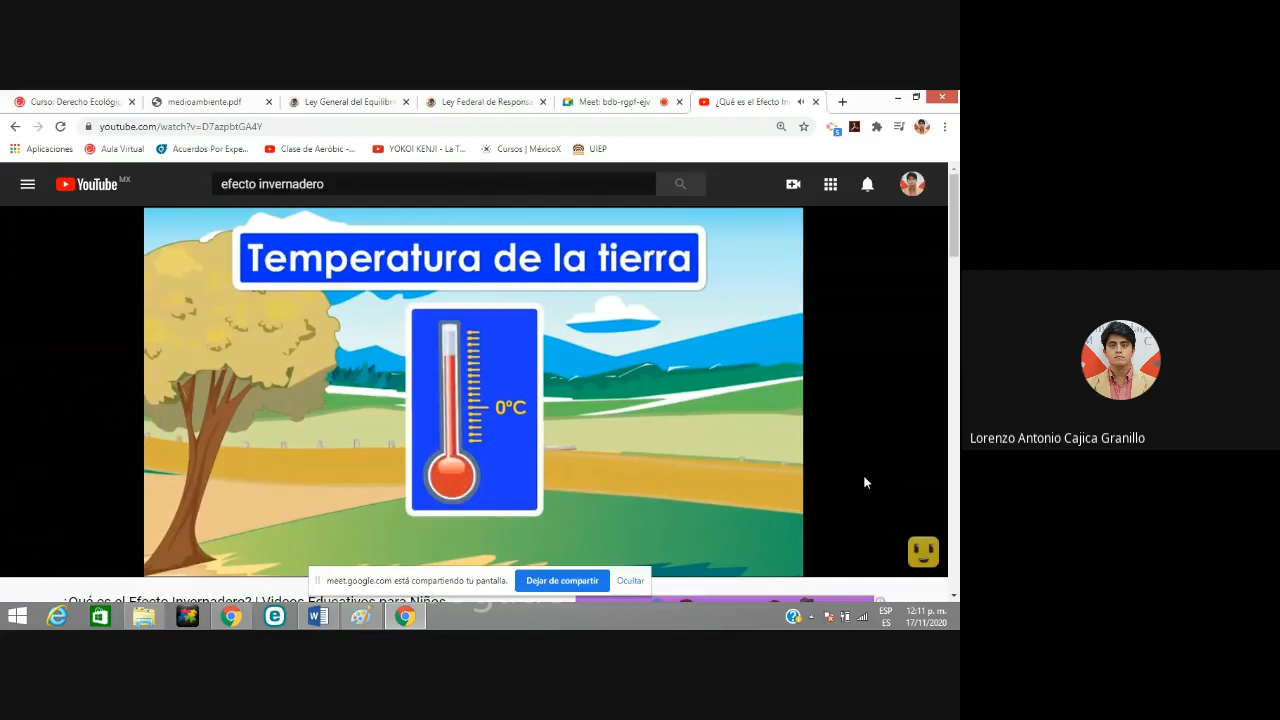 Curso: Derecho Ecológic
medioambiente.pdf
Ley General del Equilibr
Ley Federal de Responsa
Meet: bdb-rgpf-ejv
¿Qué es el Efecto In
youtube.com/watch?v=D7azpbtGA4Y
5
Aplicaciones
Aula Virtual
Acuerdos Por Expe...
Clase de Aeróbic -...
YOKOI KENJI - La T...
Cursos | MéxicoX
UIEP
YouTube MX
efecto invernadero
Temperatura de la tierra
0°C
Lorenzo Antonio Cajica Granillo
meet.google.com está compartiendo tu pantalla.
Dejar de compartir
Ocultar
¿Qué es el Efecto Invernadero? | Videos Educativos para Niños
ESP
ES
12:11 p. m.
17/11/2020